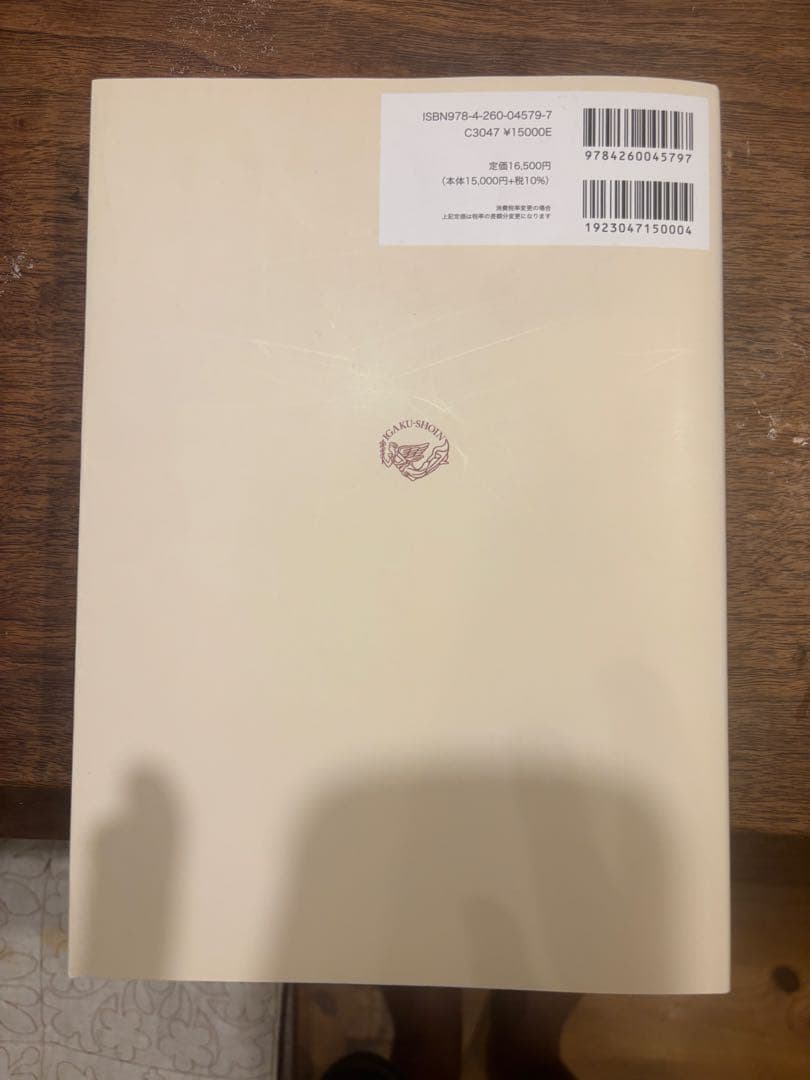 ISBN978-4-260-04579-7
C3047 ¥15000E
定価16,500円
（本体15,000円+税10%）
消費税率変更の場合
上記定価は税率の差額分変更になります
9784260045797
1923047150004
IGAKU-SHOIN